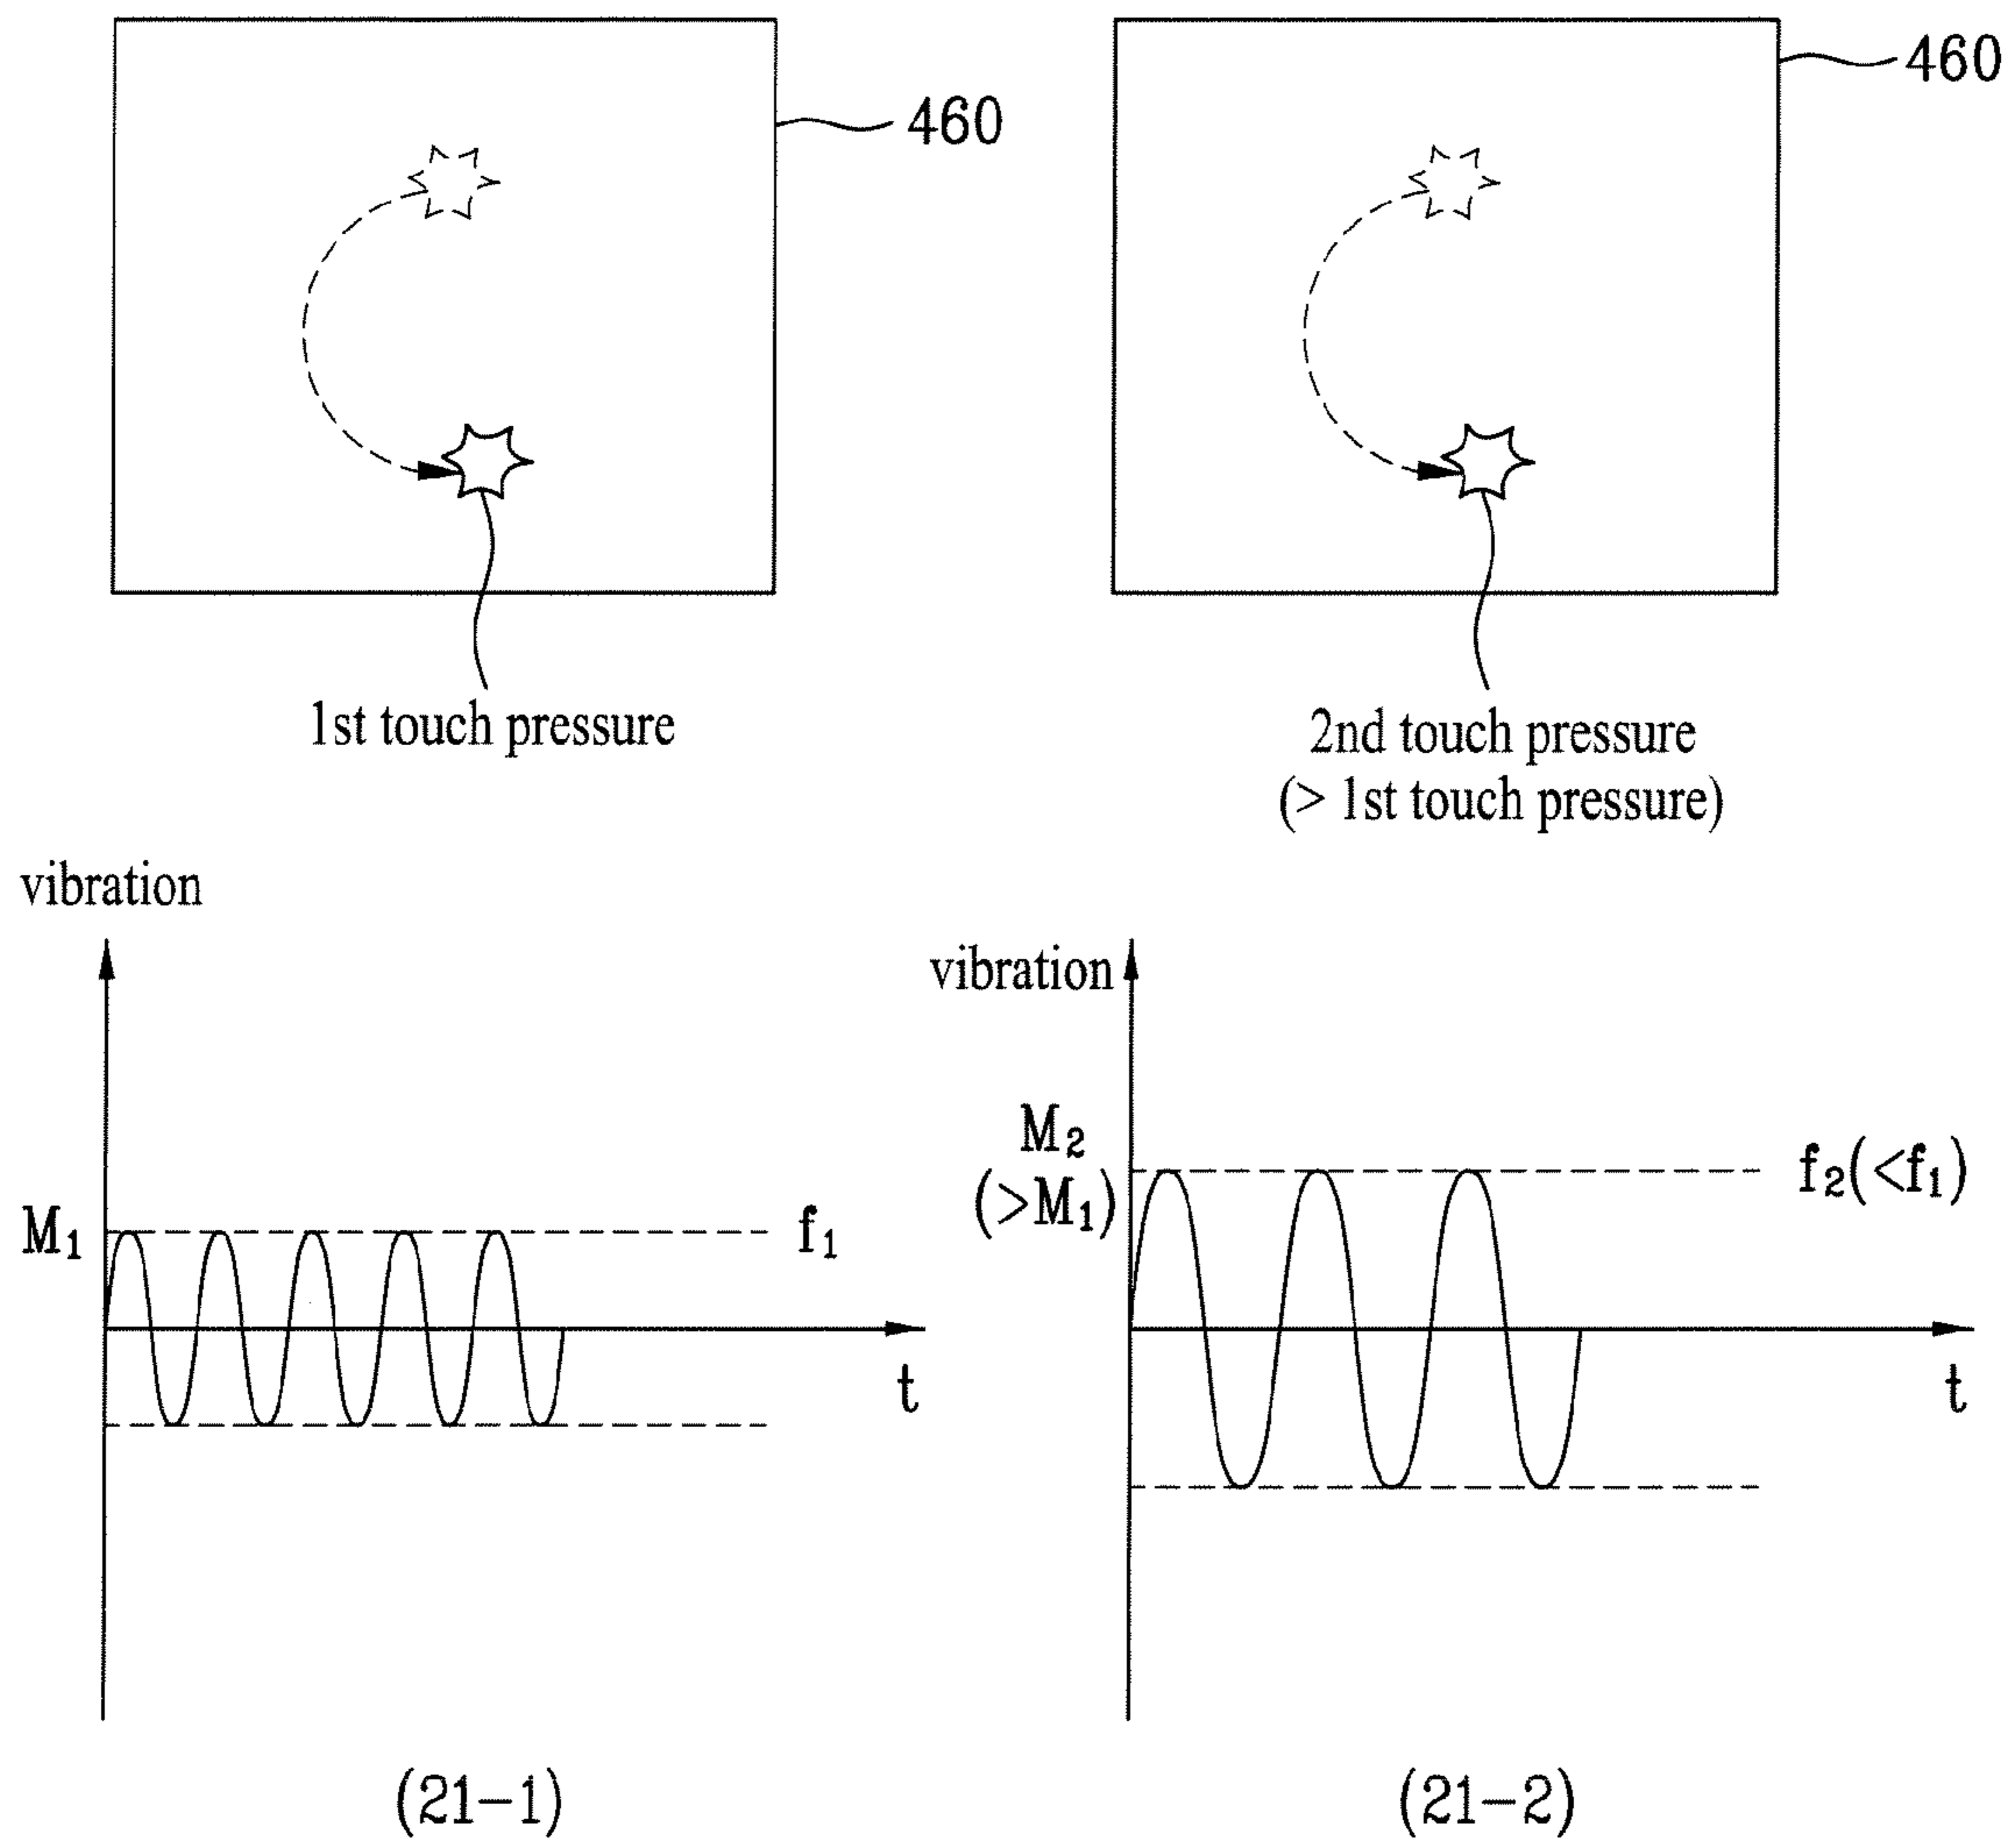 460
460
1st touch pressure
2nd touch pressure
(> 1st touch pressure)
vibration
M₁
f₁
t
vibration
M₂
(>M₁)
f₂(<f₁)
t
(21-1)
(21-2)